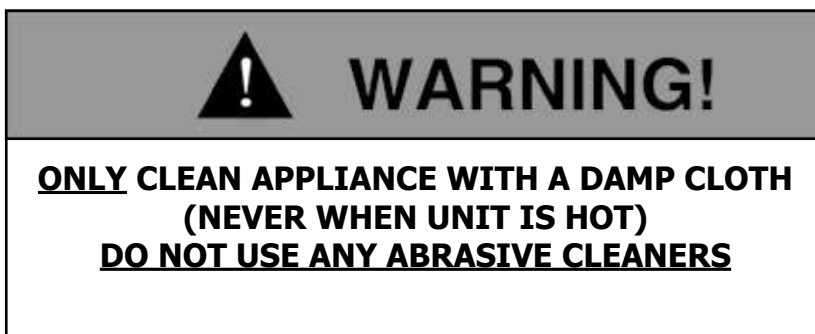 WARNING!
ONLY CLEAN APPLIANCE WITH A DAMP CLOTH
(NEVER WHEN UNIT IS HOT)
DO NOT USE ANY ABRASIVE CLEANERS